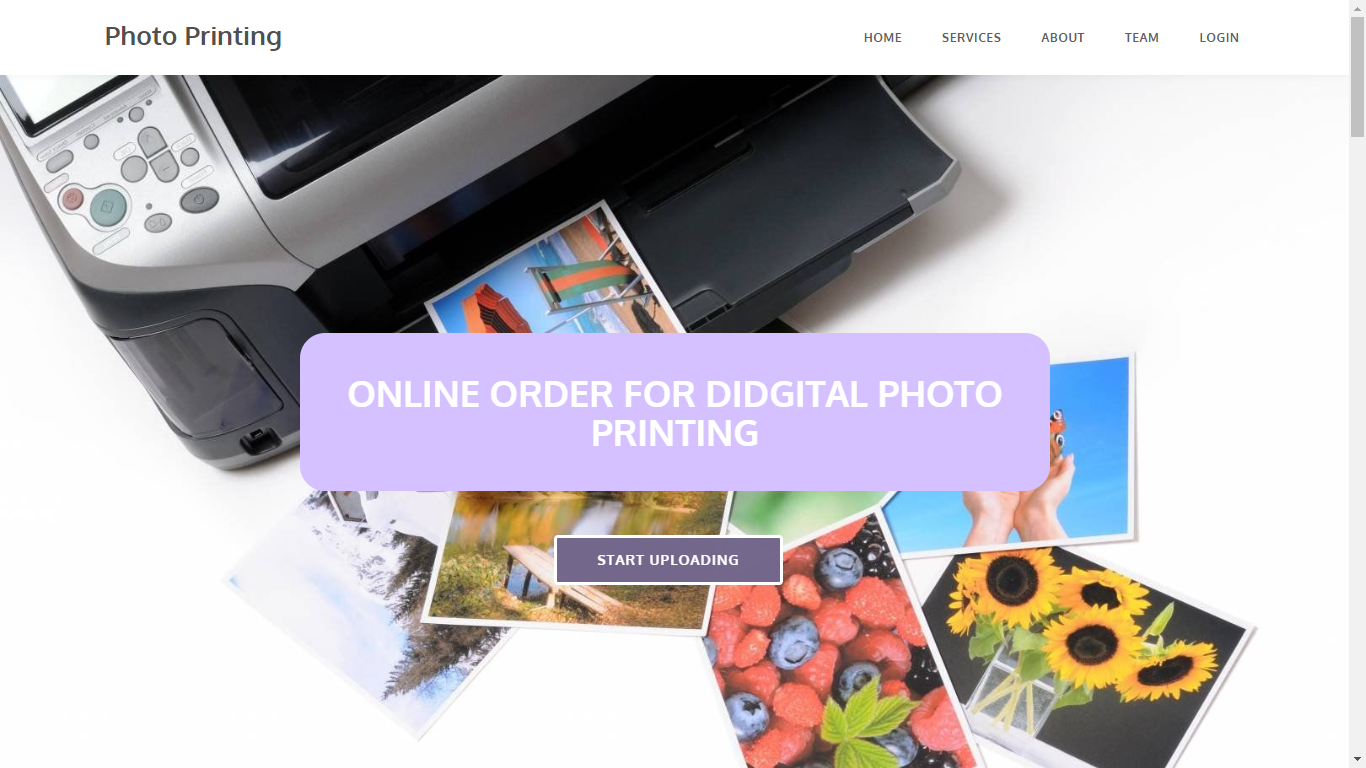 Photo Printing
HOME
SERVICES
ABOUT
TEAM
LOGIN
ONLINE ORDER FOR DIDGITAL PHOTO
PRINTING
START UPLOADING